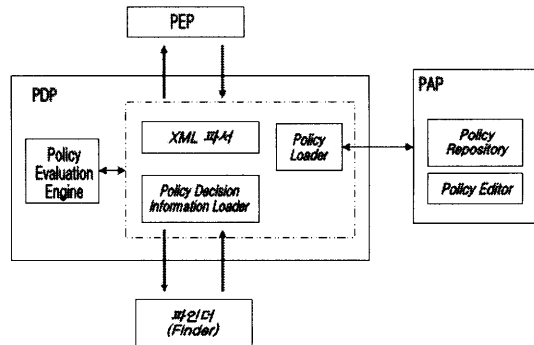 PEP
PDP
PAP
XML 파서
Policy
Loader
Policy
Evaluation
Engine
Policy Decision
Information Loader
Policy
Repository
Policy Editor
파인더
(Finder)